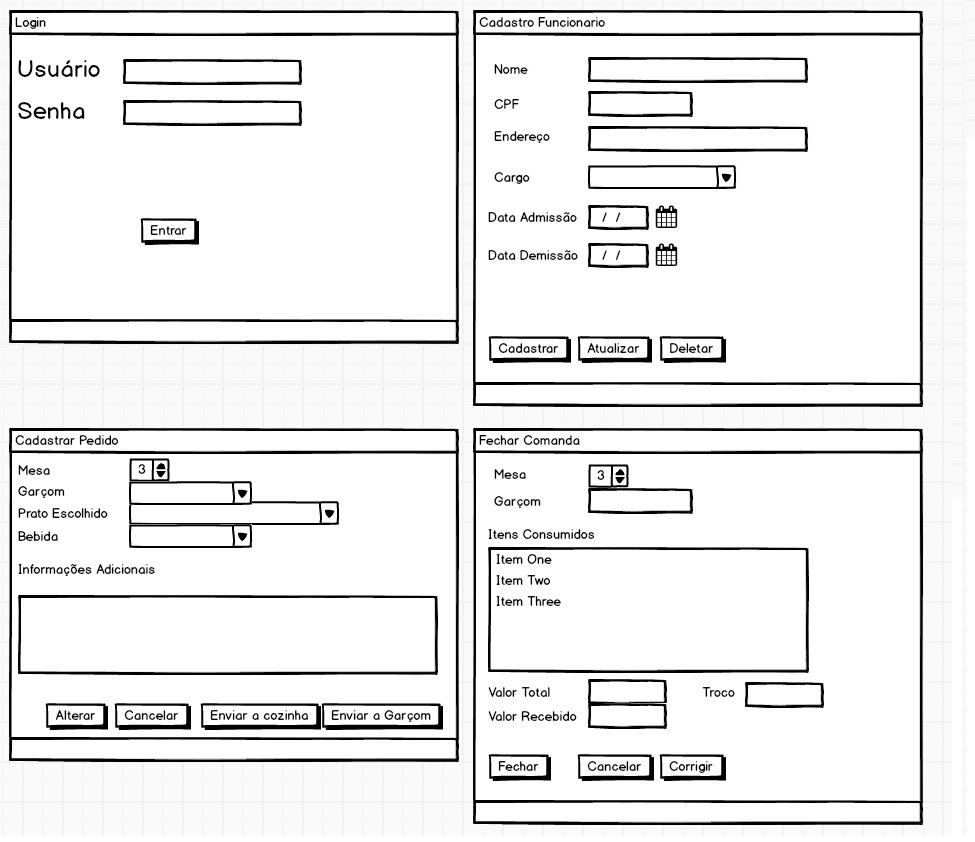 Login
Usuário
Senha
Entrar
Cadastro Funcionario
Nome
CPF
Endereço
Cargo
Data Admissão / /
Data Demissão / /
Cadastrar Atualizar Deletar
Cadastrar Pedido
Mesa 3
Garçom
Prato Escolhido
Bebida
Informações Adicionais
Alterar Cancelar Enviar a cozinha Enviar a Garçom
Fechar Comanda
Mesa 3
Garçom
Itens Consumidos
Item One
Item Two
Item Three
Valor Total Troco
Valor Recebido
Fechar Cancelar Corrigir